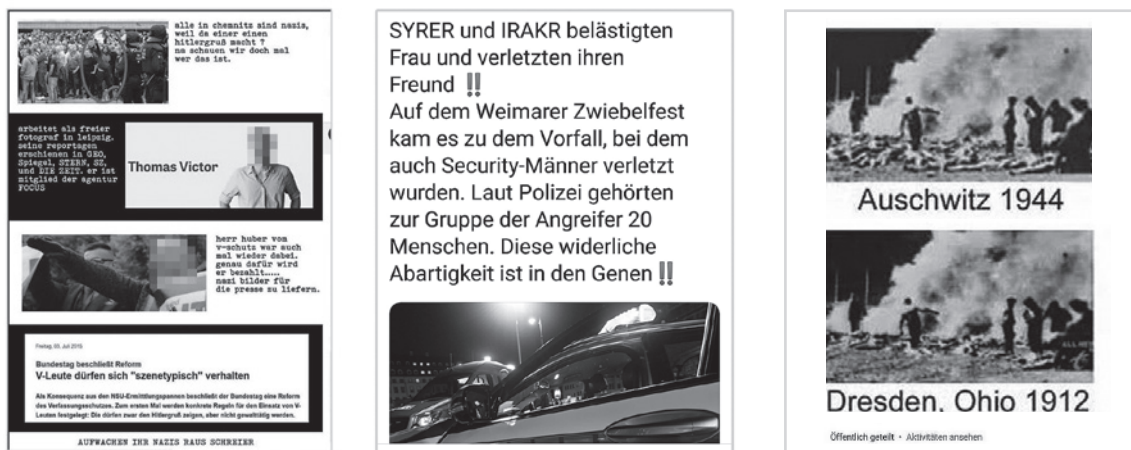 alle in chemnitz sind nazis,
weil da einer einen
hitlergruß macht ?
na schauen wir doch mal
wer das ist.
arbeitet als freier
fotograf in leipzig.
seine reportagen
erschienen in GEO,
Spiegel, STERN, SZ,
und DIE ZEIT. er ist
mitglied der agentur
FOCUS
Thomas Victor
herr huber vom
v-schutz war auch
mal wieder dabei.
genau dafür wird
er bezahlt.....
nazi bilder für
die presse zu liefern.
Freitag, 03. Juli 2015
Bundestag beschließt Reform
V-Leute dürfen sich "szenetypisch" verhalten
Als Konsequenz aus den NSU-Ermittlungspannen beschließt der Bundestag eine Reform
des Verfassungsschutzes. Zum ersten Mal werden konkrete Regeln für den Einsatz von V-
Leuten festgelegt: Die dürfen zwar den Hitlergruß zeigen, aber nicht gewalttätig werden.
AUFWACHEN IHR NAZIS RAUS SCHREIER
SYRER und IRAKR belästigten
Frau und verletzten ihren
Freund ‼
Auf dem Weimarer Zwiebelfest
kam es zu dem Vorfall, bei dem
auch Security-Männer verletzt
wurden. Laut Polizei gehörten
zur Gruppe der Angreifer 20
Menschen. Diese widerliche
Abartigkeit ist in den Genen ‼
Auschwitz 1944
Dresden, Ohio 1912
Öffentlich geteilt • Aktivitäten ansehen